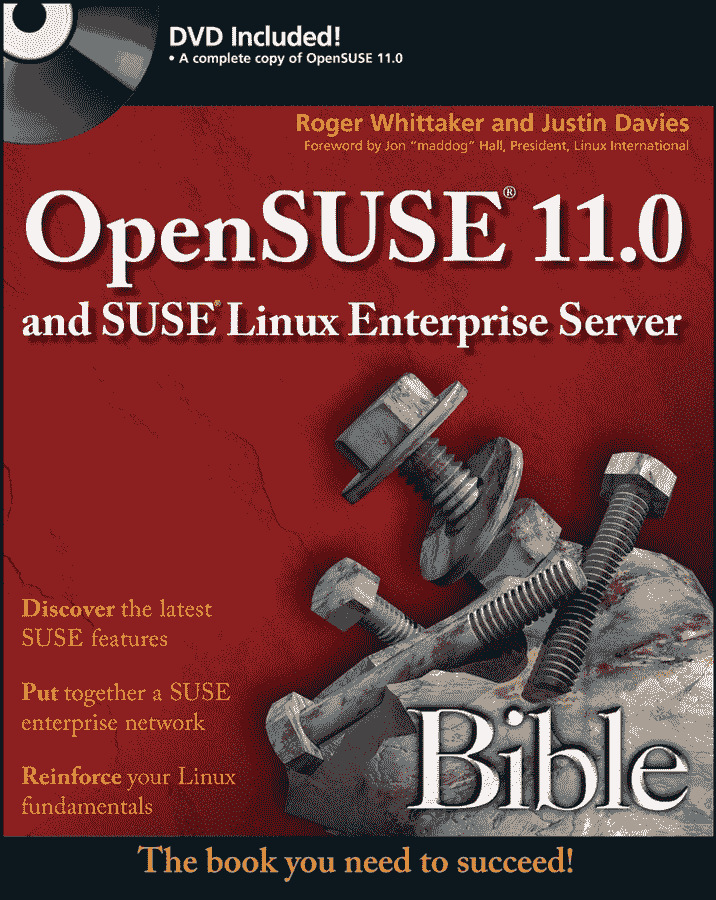 DVD Included!
• A complete copy of OpenSUSE 11.0
Roger Whittaker and Justin Davies
Foreword by Jon "maddog" Hall, President, Linux International
OpenSUSE® 11.0
and SUSE® Linux Enterprise Server
Discover the latest
SUSE features
Put together a SUSE
enterprise network
Reinforce your Linux
fundamentals
Bible
The book you need to succeed!